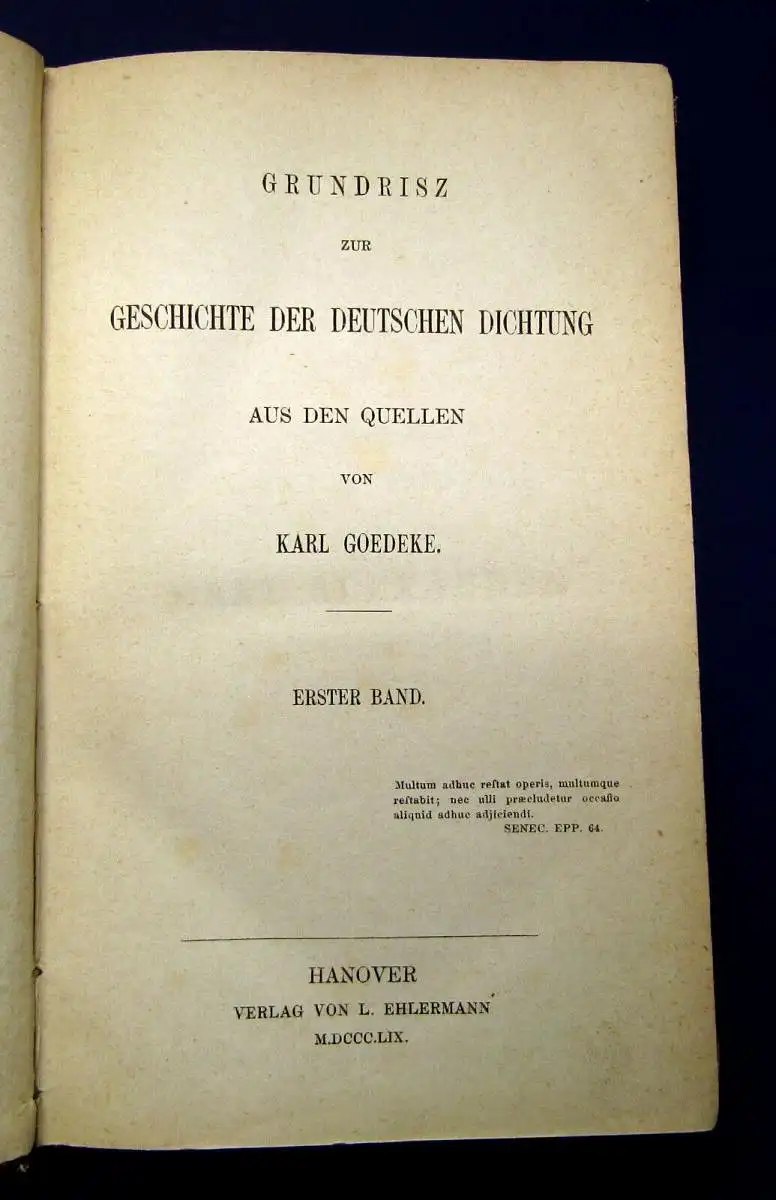 GRUNDRISZ
ZUR
GESCHICHTE DER DEUTSCHEN DICHTUNG
AUS DEN QUELLEN
VON
KARL GOEDEKE.
ERSTER BAND.
Multum adhuc reſtat operis, multumque
reſtabit; nec ulli præcludetur occaſio
aliquid adhuc adjiciendi.
SENEC. EPP. 64.
HANOVER
VERLAG VON L. EHLERMANN
M.DCCC.LIX.